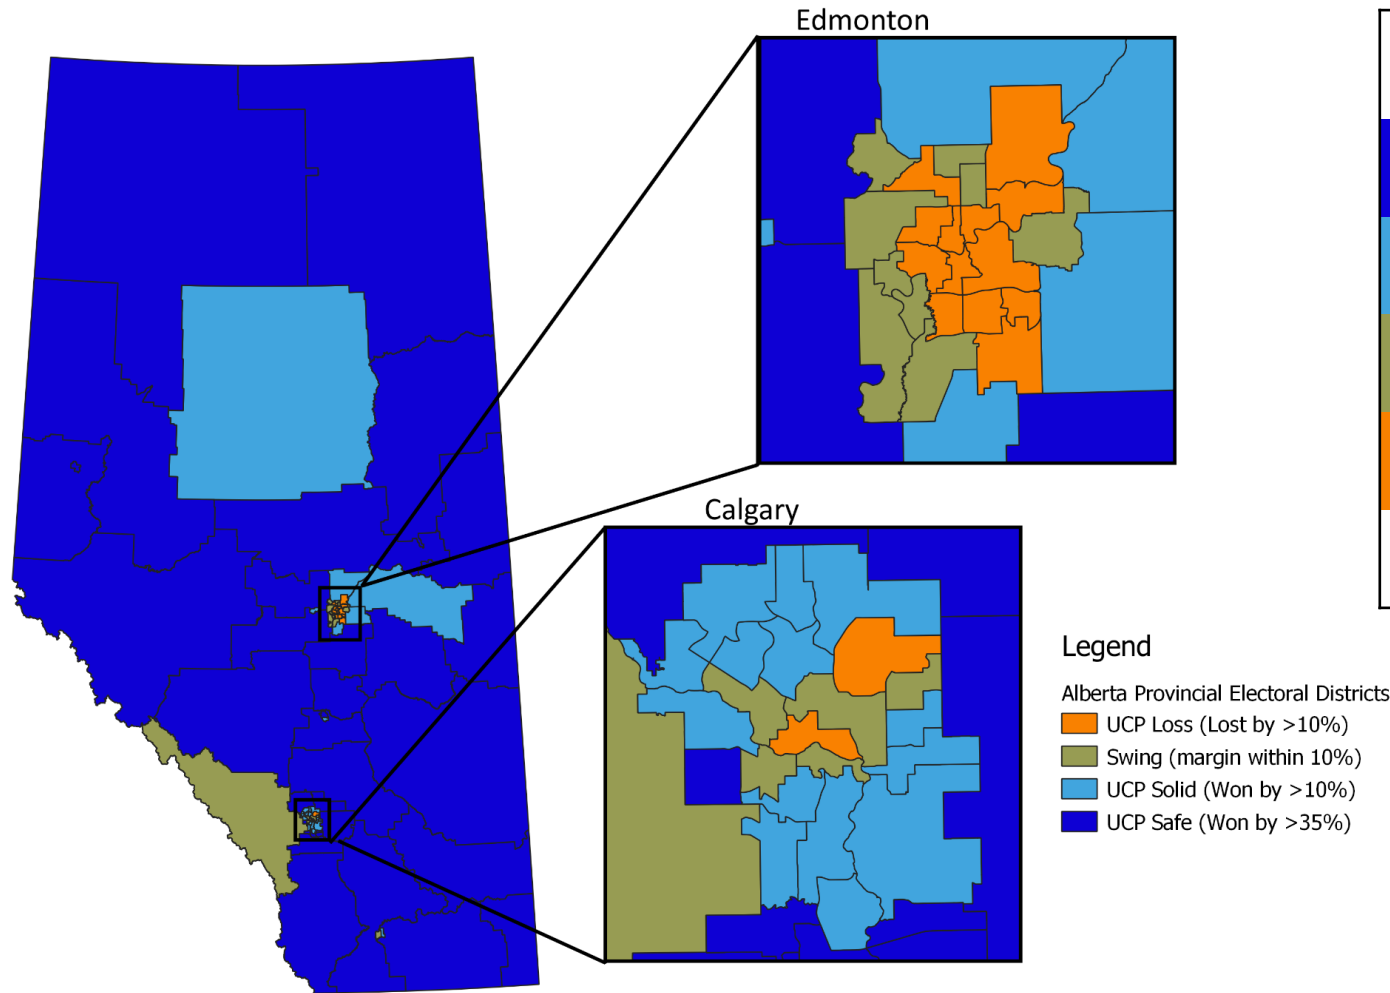 Edmonton
Calgary
Legend
Alberta Provincial Electoral Districts
UCP Loss (Lost by >10%)
Swing (margin within 10%)
UCP Solid (Won by >10%)
UCP Safe (Won by >35%)